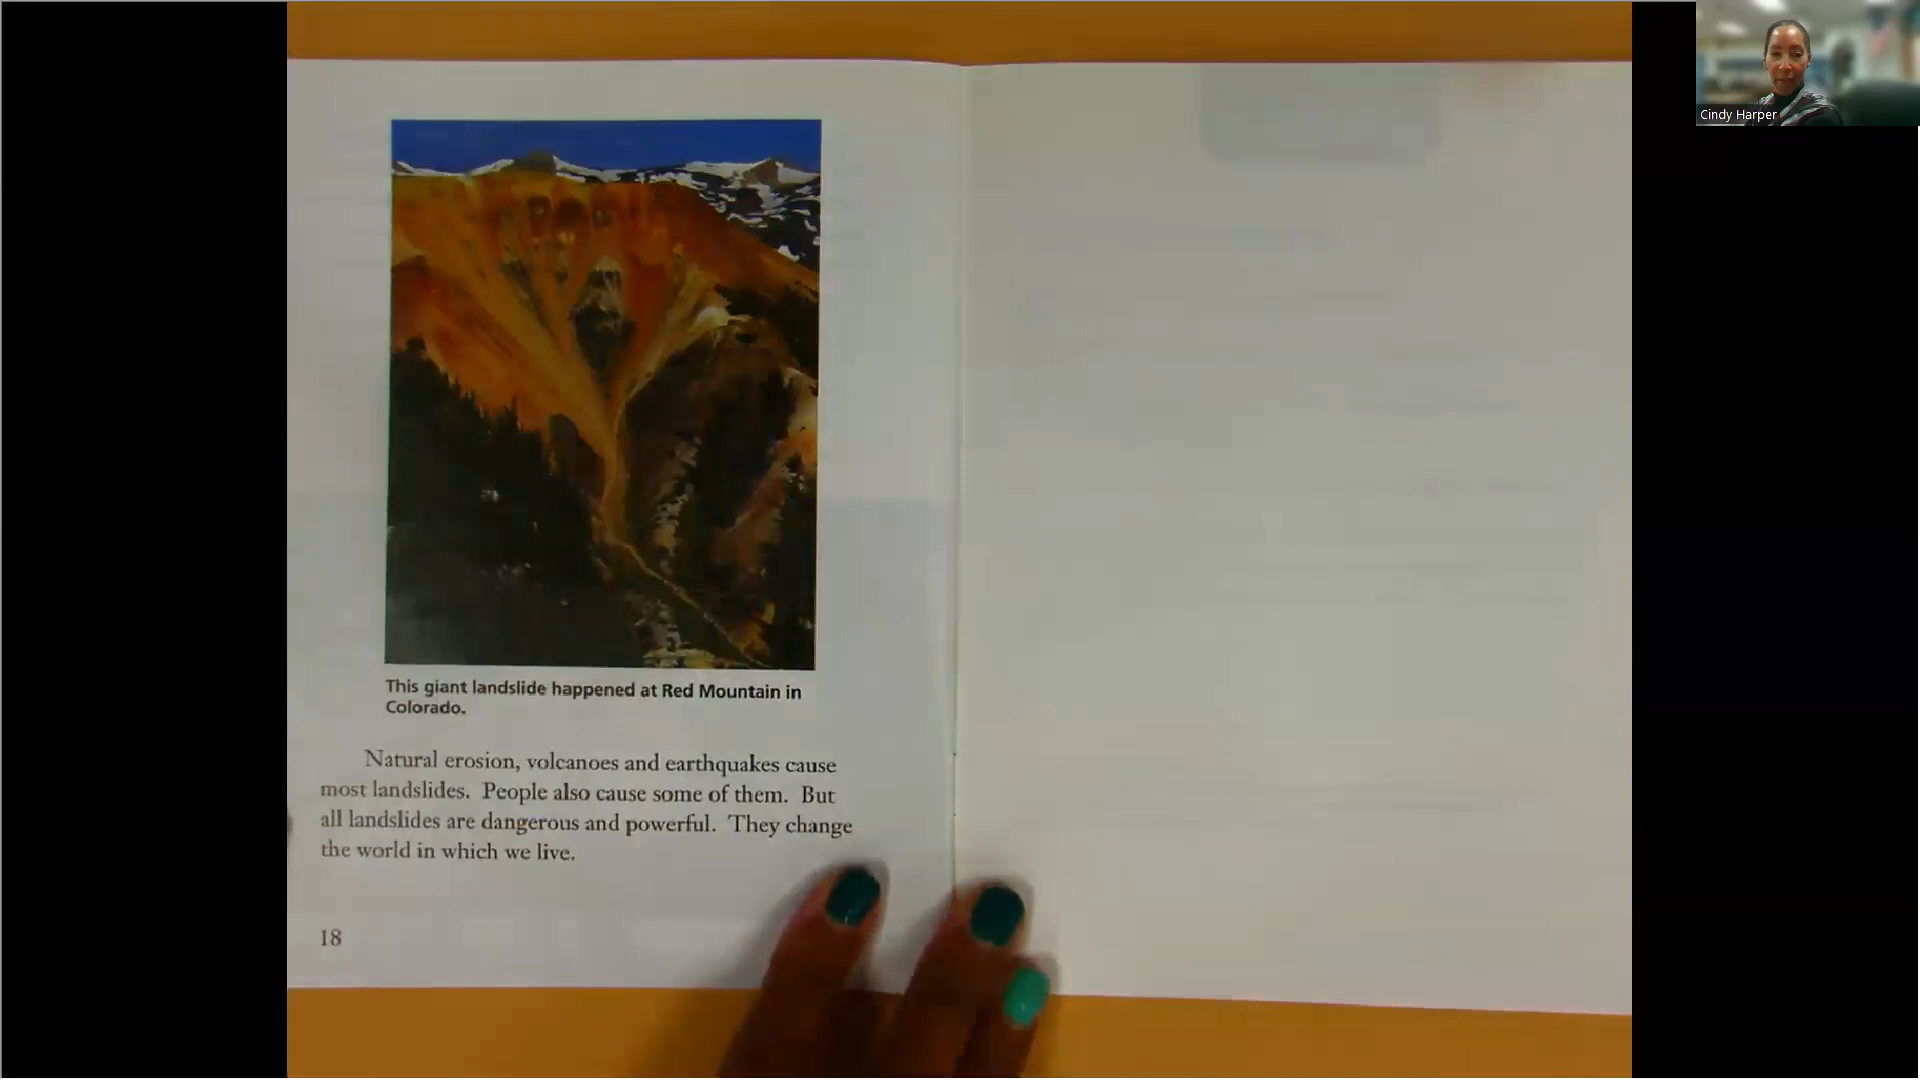 Cindy Harper
This giant landslide happened at Red Mountain in
Colorado.
Natural erosion, volcanoes and earthquakes cause
most landslides. People also cause some of them. But
all landslides are dangerous and powerful. They change
the world in which we live.
18